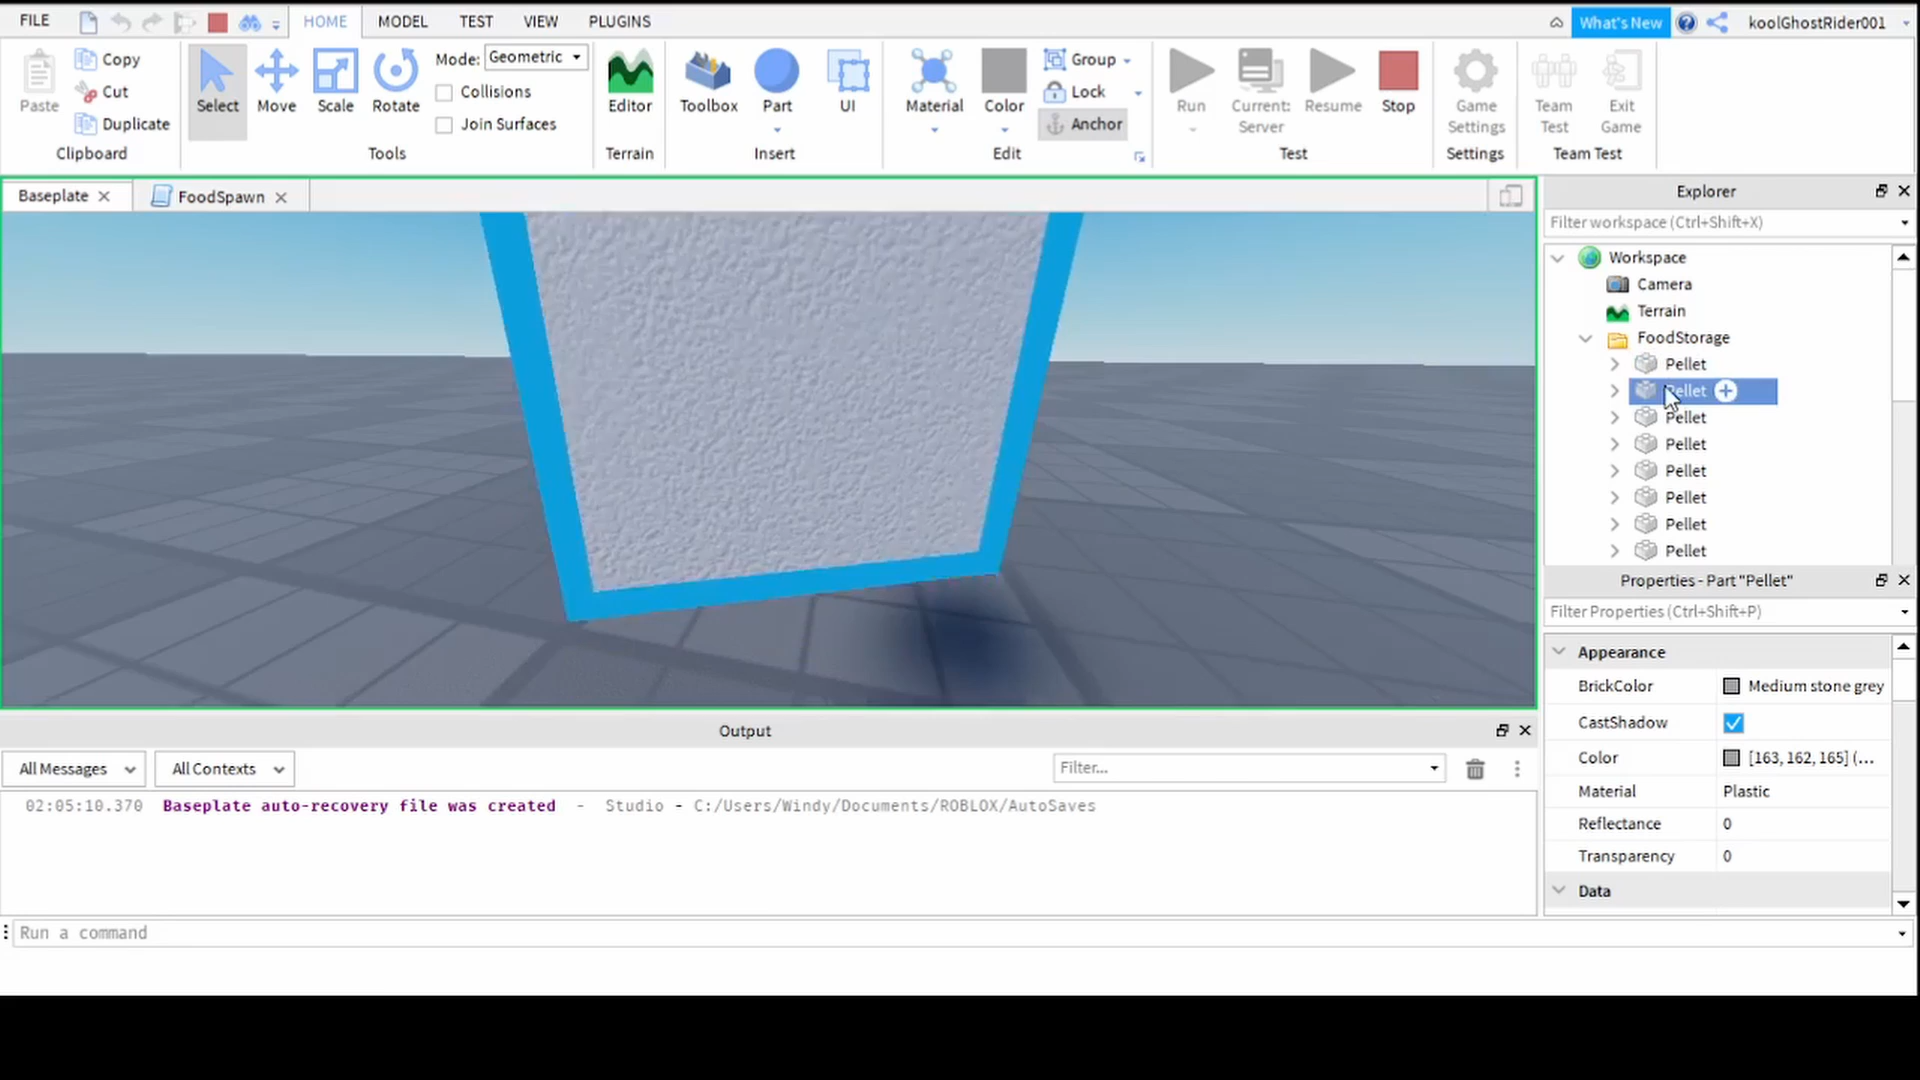 FILE HOME MODEL TEST VIEW PLUGINS What's New koolGhostRider001
Paste Copy Cut Duplicate Clipboard
Select Move Scale Rotate Mode: Geometric Collisions Join Surfaces Tools
Editor Terrain
Toolbox Part UI Insert
Material Color Group Lock Anchor Edit
Run Current: Server Resume Stop Test
Game Settings Settings
Team Test Exit Game Team Test
Baseplate FoodSpawn
Explorer
Filter workspace (Ctrl+Shift+X)
Workspace
Camera
Terrain
FoodStorage
Pellet
Pellet
Pellet
Pellet
Pellet
Pellet
Pellet
Pellet
Properties - Part "Pellet"
Filter Properties (Ctrl+Shift+P)
Appearance
BrickColor Medium stone grey
CastShadow
Color [163, 162, 165] (...
Material Plastic
Reflectance 0
Transparency 0
Data
Output
All Messages All Contexts Filter...
02:05:10.370 Baseplate auto-recovery file was created - Studio - C:/Users/Windy/Documents/ROBLOX/AutoSaves
Run a command